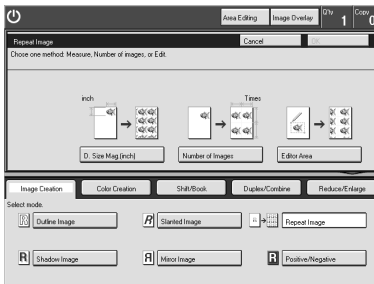 Area Editing Image Overlay Q'ty 1 Copy 0
Repeat Image Cancel OK
Chose one method: Measure, Number of images, or Edit.
inch Times
D. Size Mag.(inch) Number of Images Editor Area
Image Creation Color Creation Shift/Book Duplex/Combine Reduce/Enlarge
Select mode.
R Outline Image R Slanted Image R Repeat Image
R Shadow Image R Mirror Image R Positive/Negative